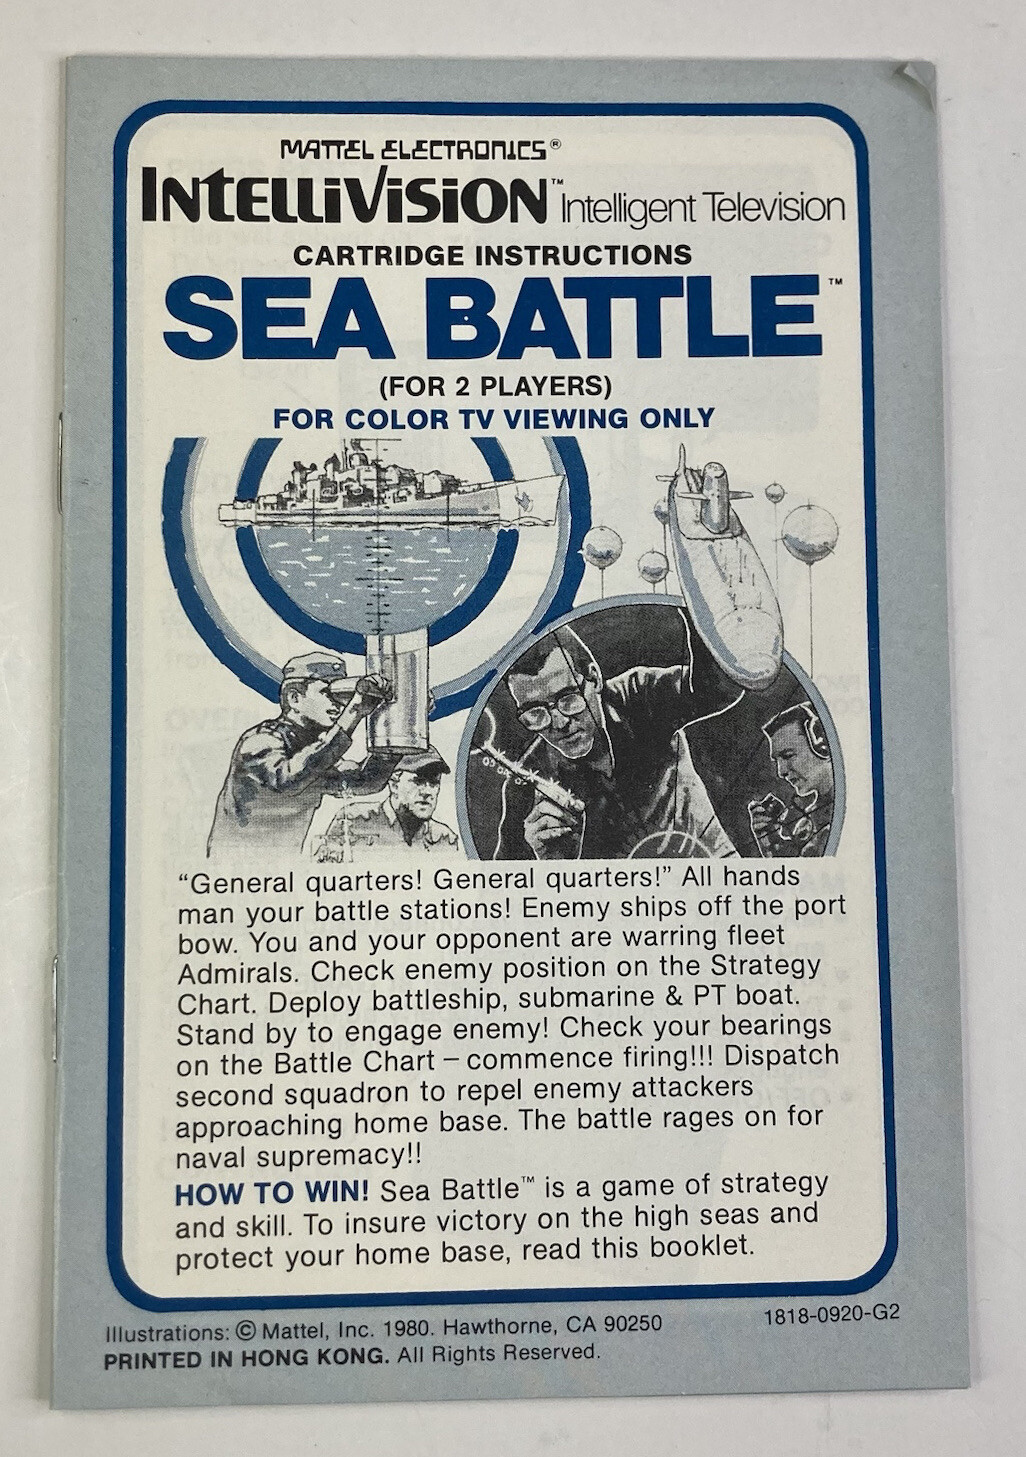 MATTEL ELECTRONICS®
INTELLIVISION™ Intelligent Television
CARTRIDGE INSTRUCTIONS
SEA BATTLE™
(FOR 2 PLAYERS)
FOR COLOR TV VIEWING ONLY
“General quarters! General quarters!” All hands
man your battle stations! Enemy ships off the port
bow. You and your opponent are warring fleet
Admirals. Check enemy position on the Strategy
Chart. Deploy battleship, submarine & PT boat.
Stand by to engage enemy! Check your bearings
on the Battle Chart – commence firing!!! Dispatch
second squadron to repel enemy attackers
approaching home base. The battle rages on for
naval supremacy!!
HOW TO WIN! Sea Battle™ is a game of strategy
and skill. To insure victory on the high seas and
protect your home base, read this booklet.
Illustrations: © Mattel, Inc. 1980. Hawthorne, CA 90250
1818-0920-G2
PRINTED IN HONG KONG. All Rights Reserved.